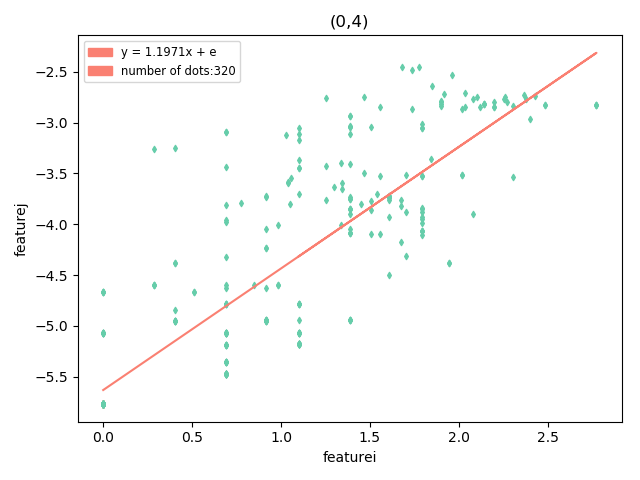 (0,4)
y = 1.1971x + e
number of dots:320
−2.5
−3.0
−3.5
−4.0
−4.5
−5.0
−5.5
featurej
0.0 0.5 1.0 1.5 2.0 2.5
featurei